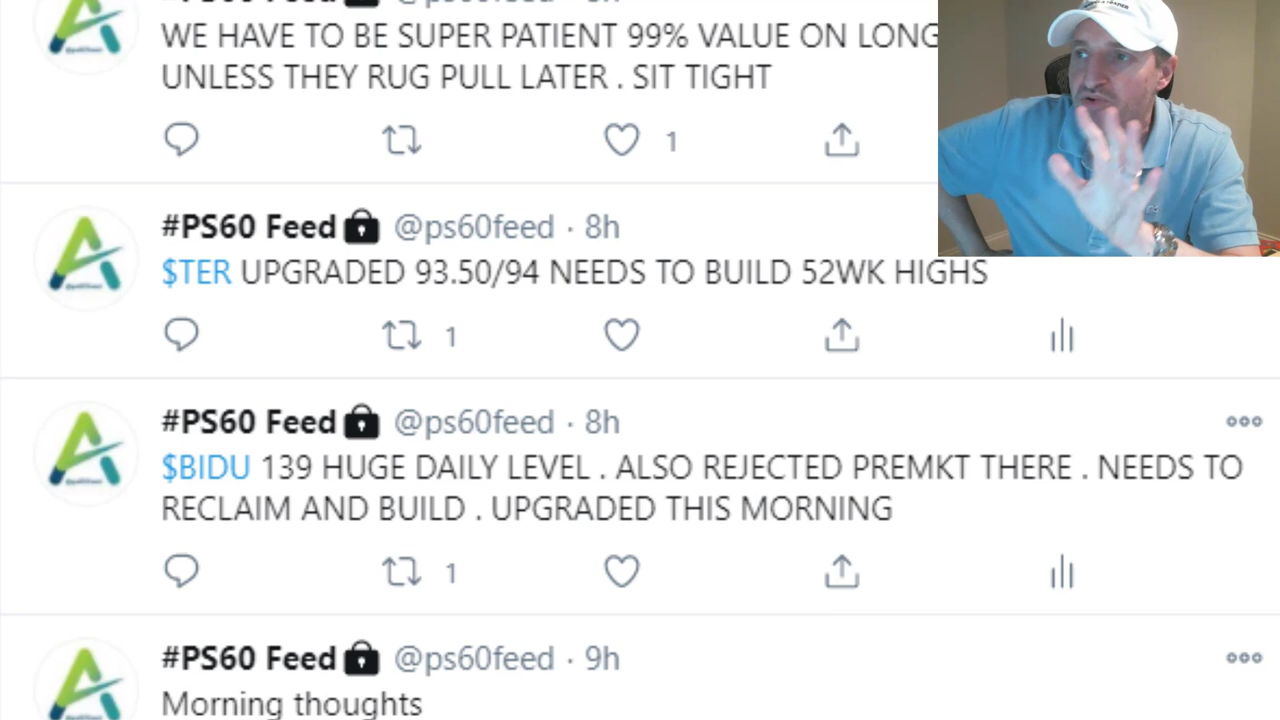 WE HAVE TO BE SUPER PATIENT 99% VALUE ON LONG
UNLESS THEY RUG PULL LATER . SIT TIGHT
1
#PS60 Feed @ps60feed · 8h
$TER UPGRADED 93.50/94 NEEDS TO BUILD 52WK HIGHS
1
#PS60 Feed @ps60feed · 8h
$BIDU 139 HUGE DAILY LEVEL . ALSO REJECTED PREMKT THERE . NEEDS TO
RECLAIM AND BUILD . UPGRADED THIS MORNING
1
#PS60 Feed @ps60feed · 9h
Morning thoughts